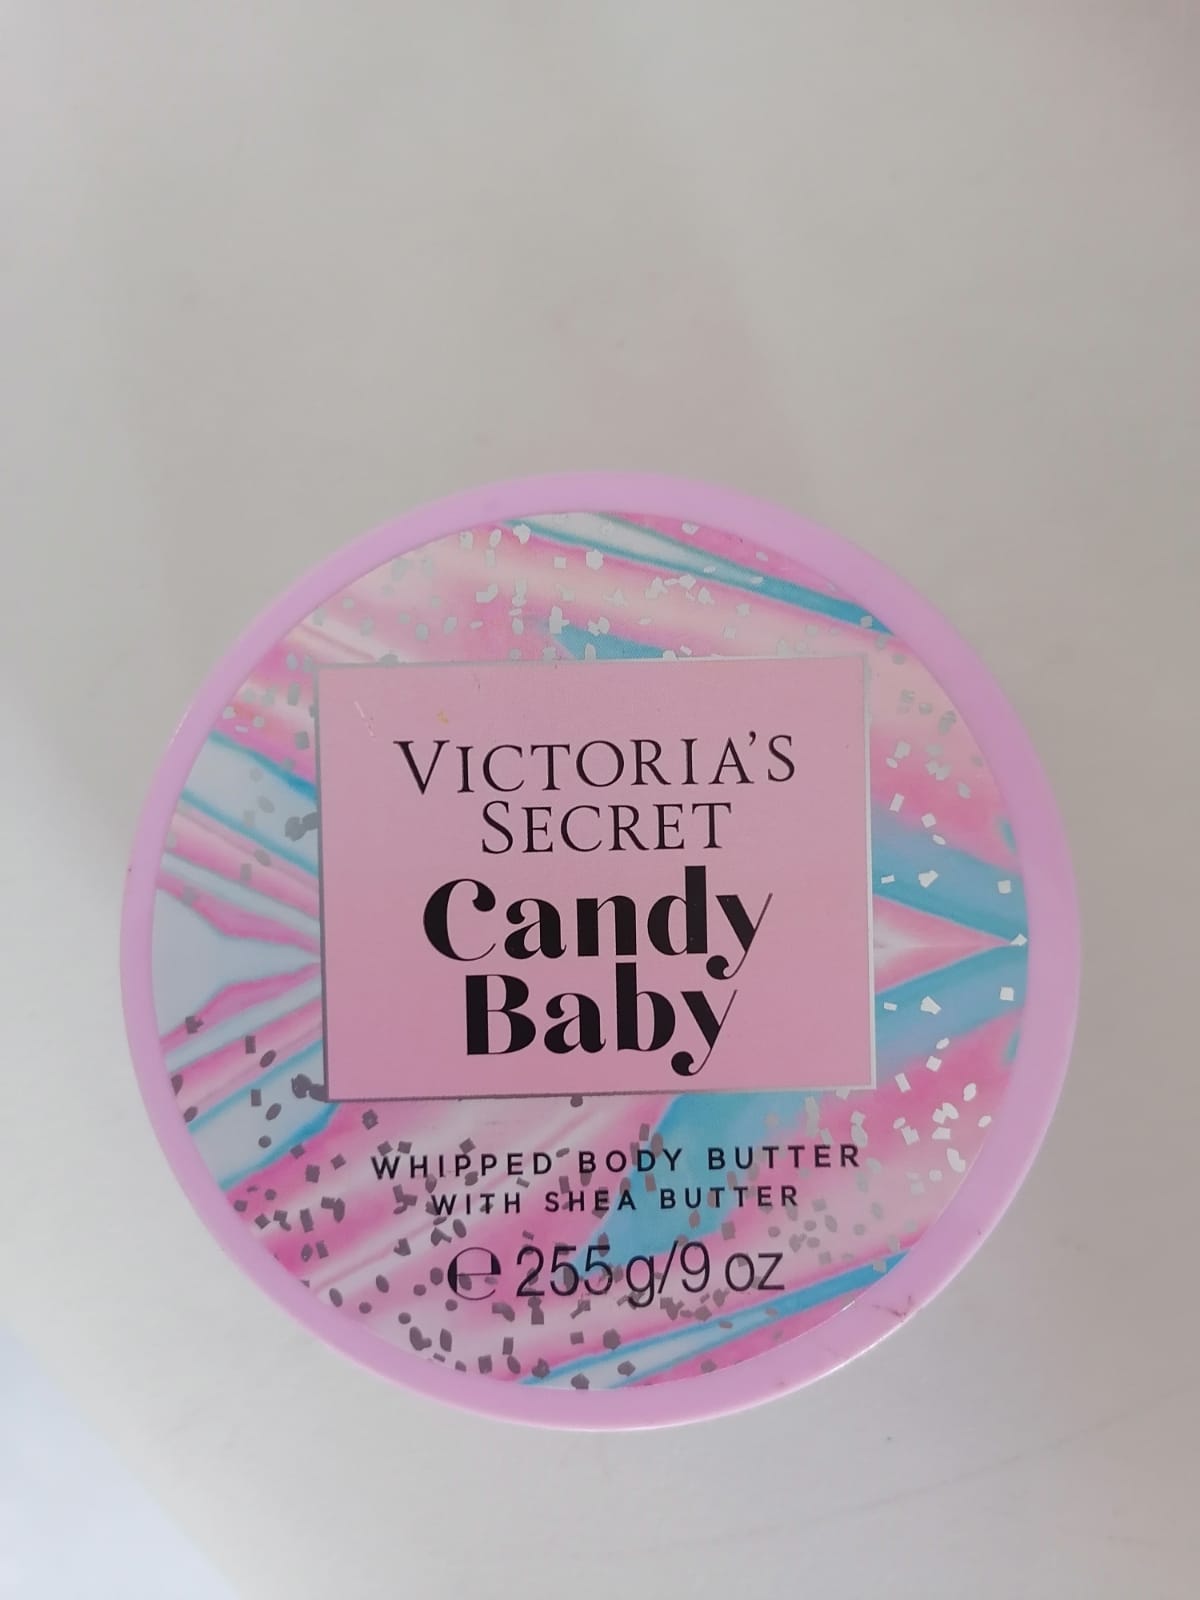 VICTORIA'S
SECRET
Candy
Baby
WHIPPED BODY BUTTER
WITH SHEA BUTTER
℮ 255 g/9 oz